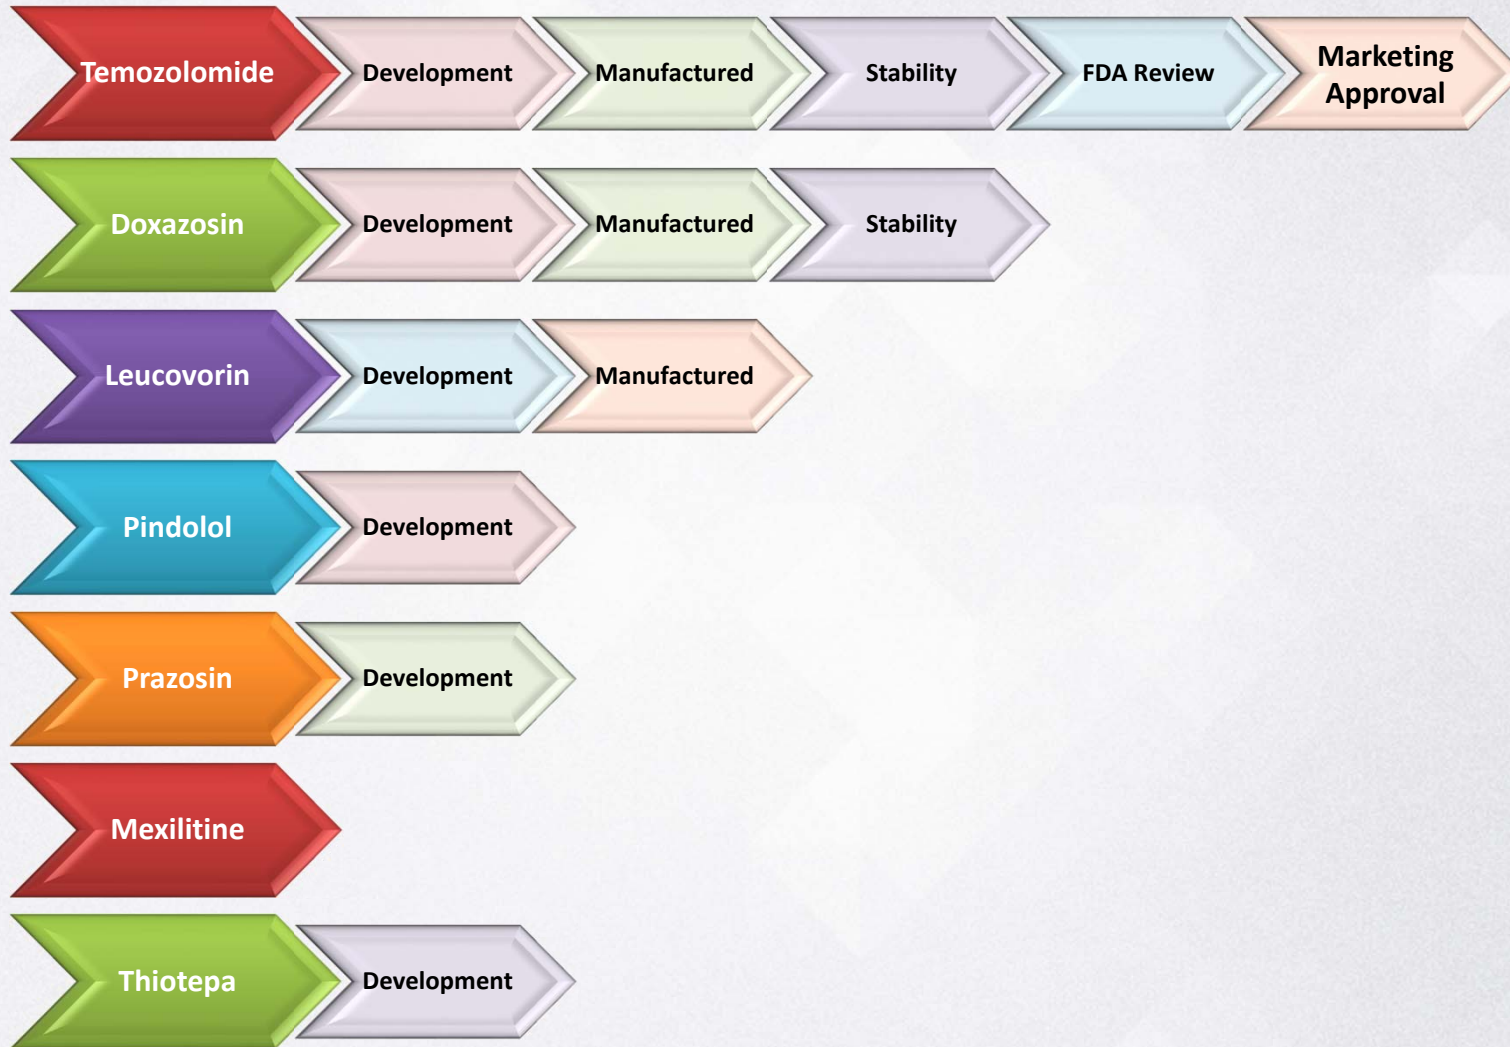 Temozolomide
Development
Manufactured
Stability
FDA Review
Marketing
Approval
Doxazosin
Development
Manufactured
Stability
Leucovorin
Development
Manufactured
Pindolol
Development
Prazosin
Development
Mexilitine
Thiotepa
Development